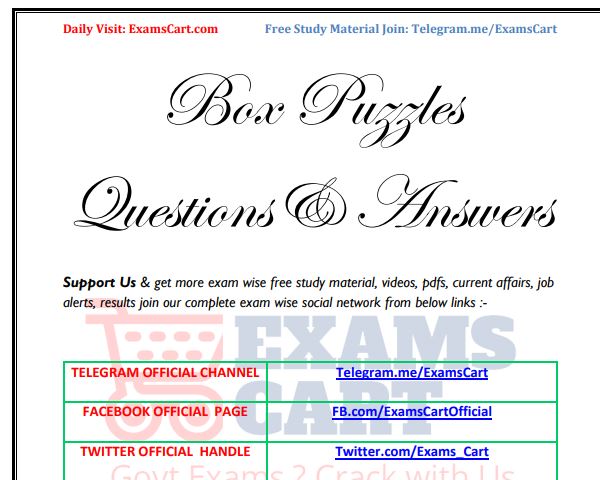 Daily Visit: ExamsCart.com Free Study Material Join: Telegram.me/ExamsCart
Box Puzzles
Questions & Answers
Support Us & get more exam wise free study material, videos, pdfs, current affairs, job
alerts, results join our complete exam wise social network from below links :-
EXAMS
CART
TELEGRAM OFFICIAL CHANNEL Telegram.me/ExamsCart
FACEBOOK OFFICIAL PAGE FB.com/ExamsCartOfficial
TWITTER OFFICIAL HANDLE Twitter.com/Exams_Cart
Govt Exams ? Crack with Us